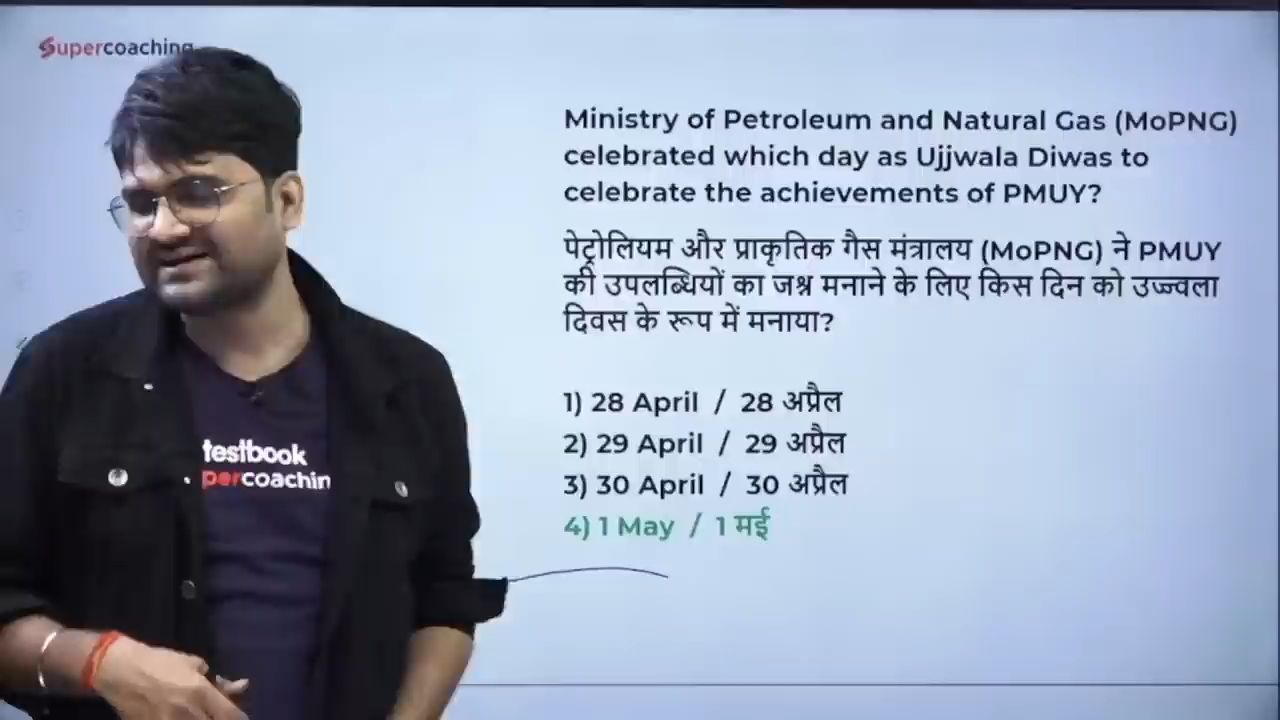 Supercoaching
Ministry of Petroleum and Natural Gas (MoPNG)
celebrated which day as Ujjwala Diwas to
celebrate the achievements of PMUY?
पेट्रोलियम और प्राकृतिक गैस मंत्रालय (MoPNG) ने PMUY
की उपलब्धियों का जश्न मनाने के लिए किस दिन को उज्ज्वला
दिवस के रूप में मनाया?
1) 28 April / 28 अप्रैल
2) 29 April / 29 अप्रैल
3) 30 April / 30 अप्रैल
4) 1 May / 1 मई
testbook
percoachin